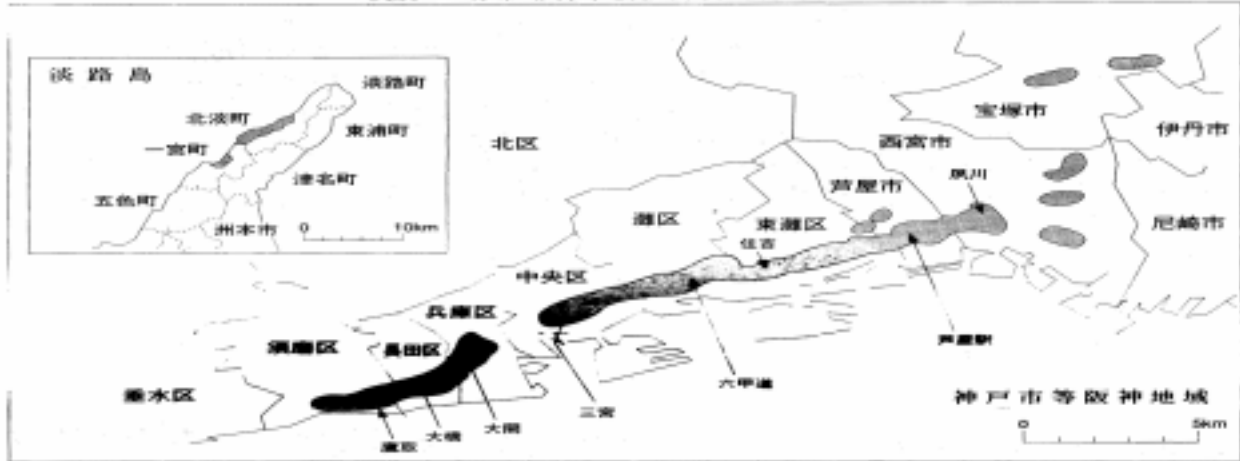 淡路島
淡路町
北淡町
東浦町
一宮町
津名町
五色町
洲本市
0 10km
北区
宝塚市
伊丹市
西宮市
夙川
芦屋市
灘区
東灘区
尼崎市
住吉
中央区
兵庫区
芦屋駅
須磨区
長田区
六甲道
垂水区
三宮
神戸市等阪神地域
大開
大橋
鷹取
0 5km